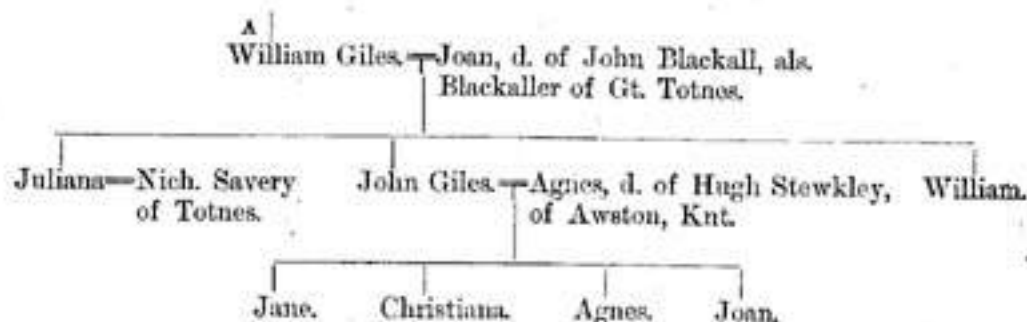 A
William Giles. Joan, d. of John Blackall, als.
Blackaller of Gt. Totnes.
Juliana Nich. Savery
of Totnes.
John Giles. Agnes, d. of Hugh Stewkley,
of Awston, Knt.
William.
Jane. Christiana. Agnes. Joan.